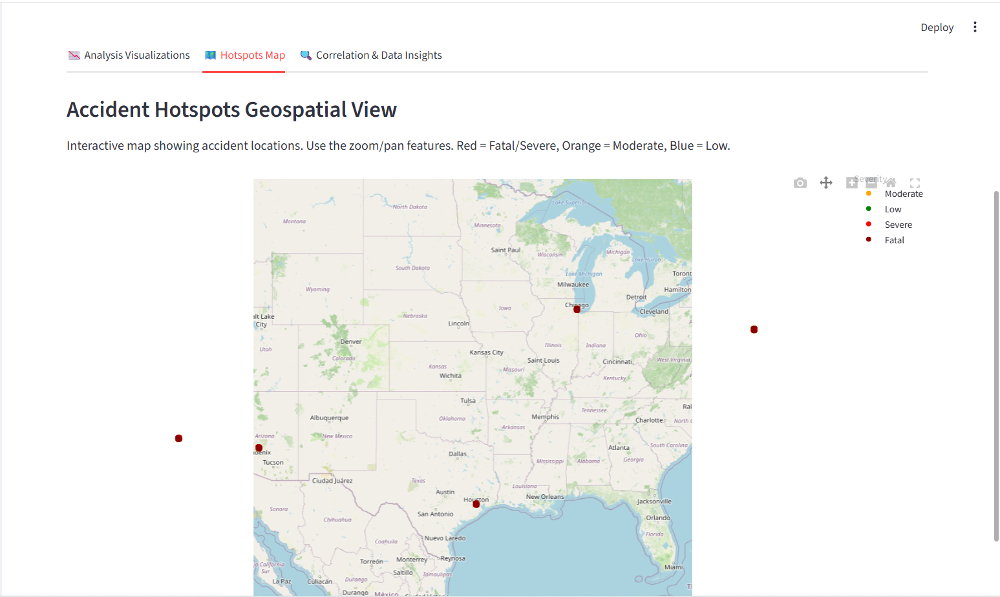 Deploy
Analysis Visualizations
Hotspots Map
Correlation & Data Insights
Accident Hotspots Geospatial View
Interactive map showing accident locations. Use the zoom/pan features. Red = Fatal/Severe, Orange = Moderate, Blue = Low.
Severity
Moderate
Low
Severe
Fatal
Lake Superior
North Dakota
Montana
Minnesota
Saint Paul
Michigan
Wisconsin
Lake Huron
South Dakota
Lake Michigan
Toront
Milwaukee
Hamilton
Wyoming
Detroit
Chicago
Iowa
Cleveland
alt Lake
City
Nebraska
Lincoln
Ohio
Denver
Utah
Illinois
Indiana
Kansas City
Colorado
Saint Louis
Cincinnati
West Virginia
Kansas
Missouri
Wichita
Kentucky
Tulsa
Ral
Tennessee
Albuquerque
Oklahoma
Memphis
Charlotte
North C
Arizona
New Mexico
Arkansas
South Carolina
Atlanta
oenix
Dallas
Tucson
Mississippi
Alabama
Georgia
Ciudad Juárez
Texas
Louisiana
Austin
Houston
New Orleans
Jacksonville
Sonora
San Antonio
Chihuahua
Orlando
Florida
Nuevo Laredo
Coahuila
Monterrey
Reynosa
Torreón
a California
Sur
Miami
Saltillo
Tamaulipas
La Paz
Culiacán
Durango
Durango
México